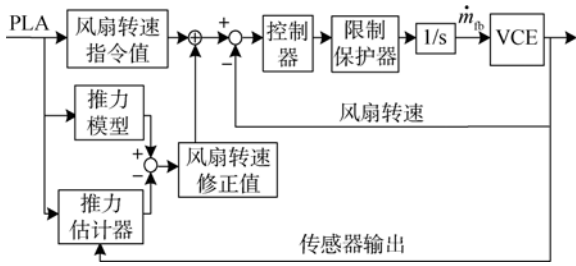 PLA
风扇转速
指令值
+
−
控制
器
限制
保护器
1/s
ṁfb
VCE
风扇转速
推力
模型
+
−
风扇转速
修正值
推力
估计器
传感器输出